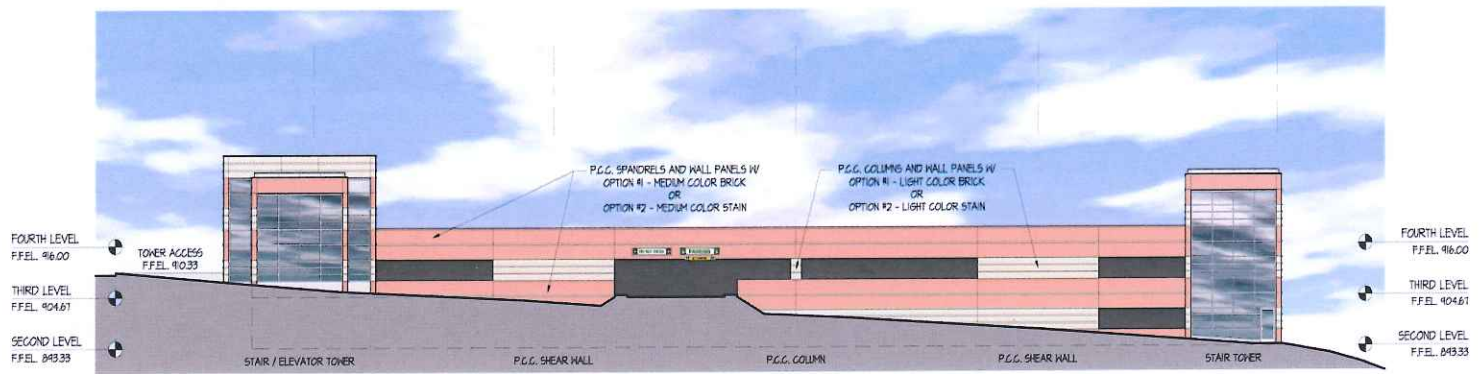 P.C.C. SPANDRELS AND WALL PANELS W/
OPTION #1 - MEDIUM COLOR BRICK
OR
OPTION #2 - MEDIUM COLOR STAIN
P.C.C. COLUMNS AND WALL PANELS W/
OPTION #1 - LIGHT COLOR BRICK
OR
OPTION #2 - LIGHT COLOR STAIN
FOURTH LEVEL
F.F.EL. 916.00
TOWER ACCESS
F.F.EL. 910.33
THIRD LEVEL
F.F.EL. 904.67
SECOND LEVEL
F.F.EL. 893.33
FOURTH LEVEL
F.F.EL. 916.00
THIRD LEVEL
F.F.EL. 904.67
SECOND LEVEL
F.F.EL. 893.33
STAIR / ELEVATOR TOWER
P.C.C. SHEAR WALL
P.C.C. COLUMN
P.C.C. SHEAR WALL
STAIR TOWER